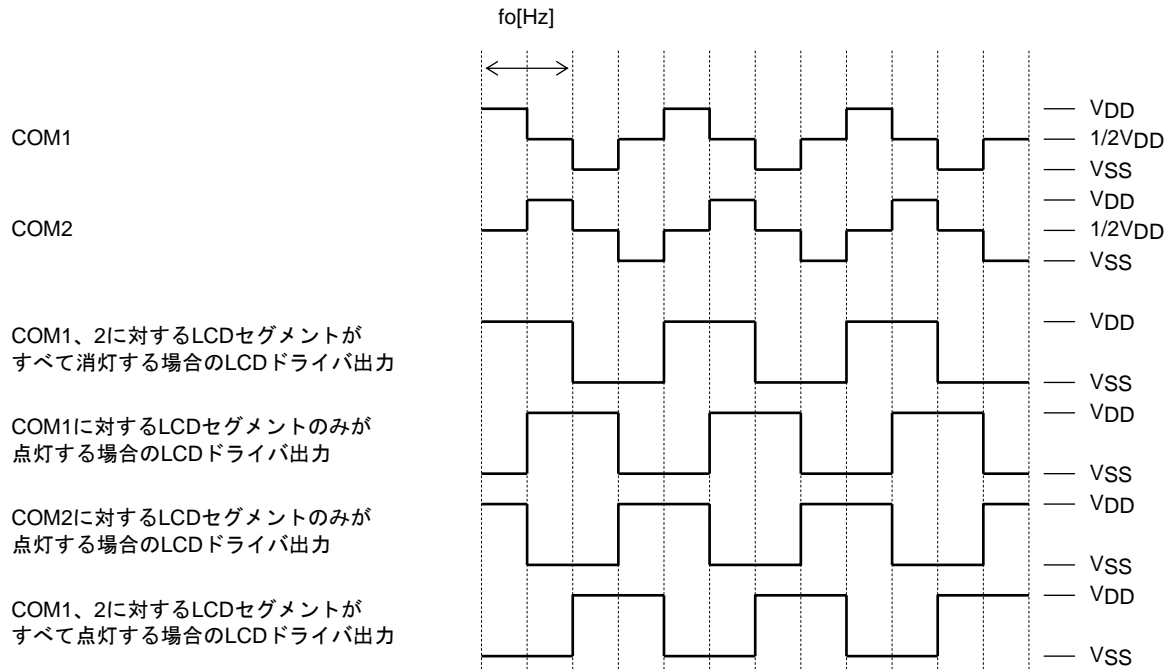 fo[Hz]
COM1
VDD
1/2VDD
VSS
COM2
VDD
1/2VDD
VSS
COM1、2に対するLCDセグメントが
すべて消灯する場合のLCDドライバ出力
VDD
VSS
COM1に対するLCDセグメントのみが
点灯する場合のLCDドライバ出力
VDD
VSS
COM2に対するLCDセグメントのみが
点灯する場合のLCDドライバ出力
VDD
VSS
COM1、2に対するLCDセグメントが
すべて点灯する場合のLCDドライバ出力
VDD
VSS